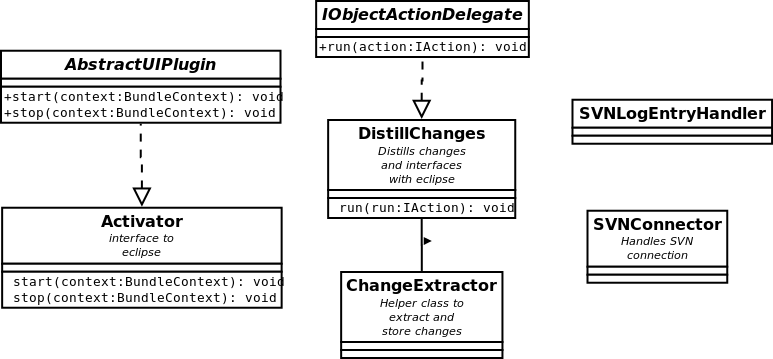 IObjectActionDelegate
+run(action:IAction): void
AbstractUIPlugin
+start(context:BundleContext): void
+stop(context:BundleContext): void
DistillChanges
Distills changes
and interfaces
with eclipse
run(run:IAction): void
SVNLogEntryHandler
Activator
interface to
eclipse
start(context:BundleContext): void
stop(context:BundleContext): void
SVNConnector
Handles SVN
connection
ChangeExtractor
Helper class to
extract and
store changes